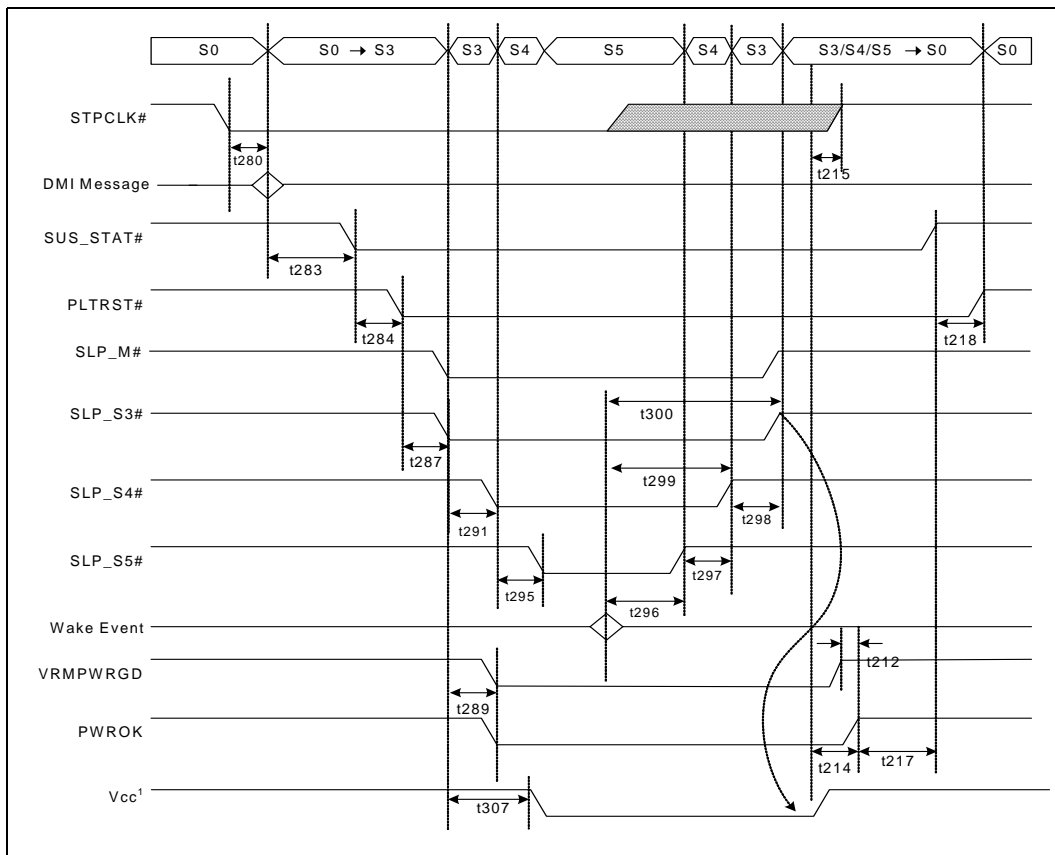 S0 S0 → S3 S3 S4 S5 S4 S3 S3/S4/S5 → S0 S0
STPCLK#
t280
t215
DMI Message
SUS_STAT#
t283
PLTRST#
t284
t218
SLP_M#
t300
SLP_S3#
t287
t299
SLP_S4#
t291
t298
SLP_S5#
t295
t297
t296
Wake Event
t212
VRMPWRGD
t289
PWROK
t214
t217
Vcc¹
t307